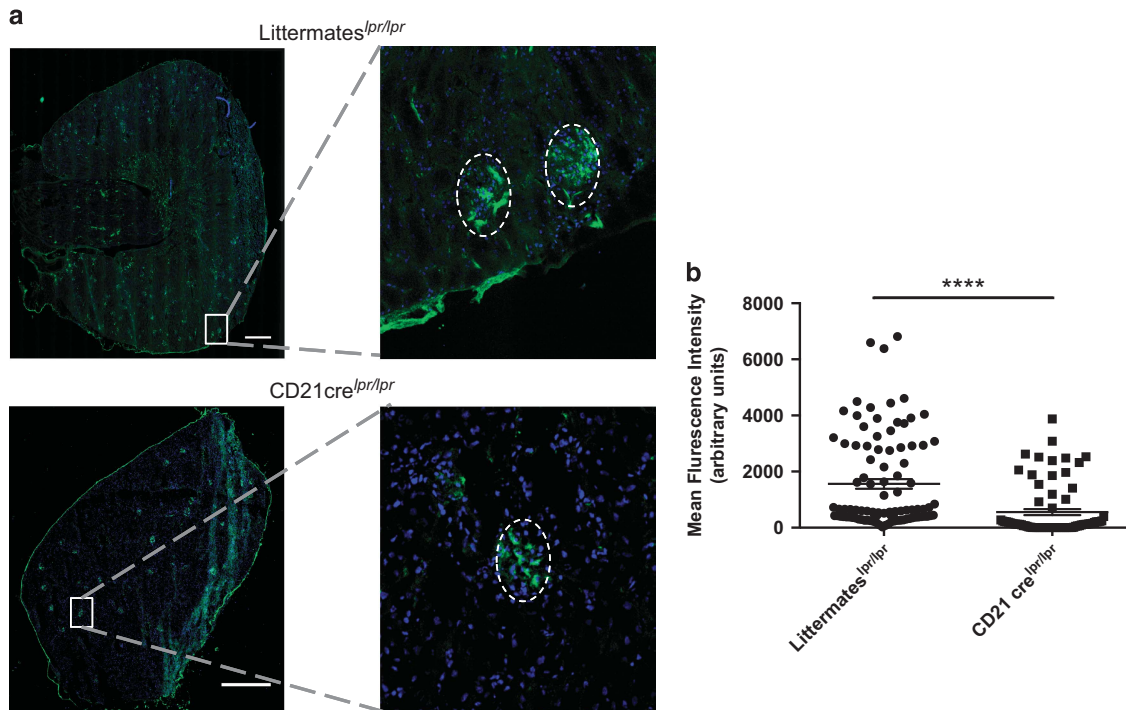 a
Littermates lpr/lpr
CD21cre lpr/lpr
b
****
Mean Flurescence Intensity
(arbitrary units)
8000
6000
4000
2000
0
Littermates lpr/lpr
CD21 cre lpr/lpr